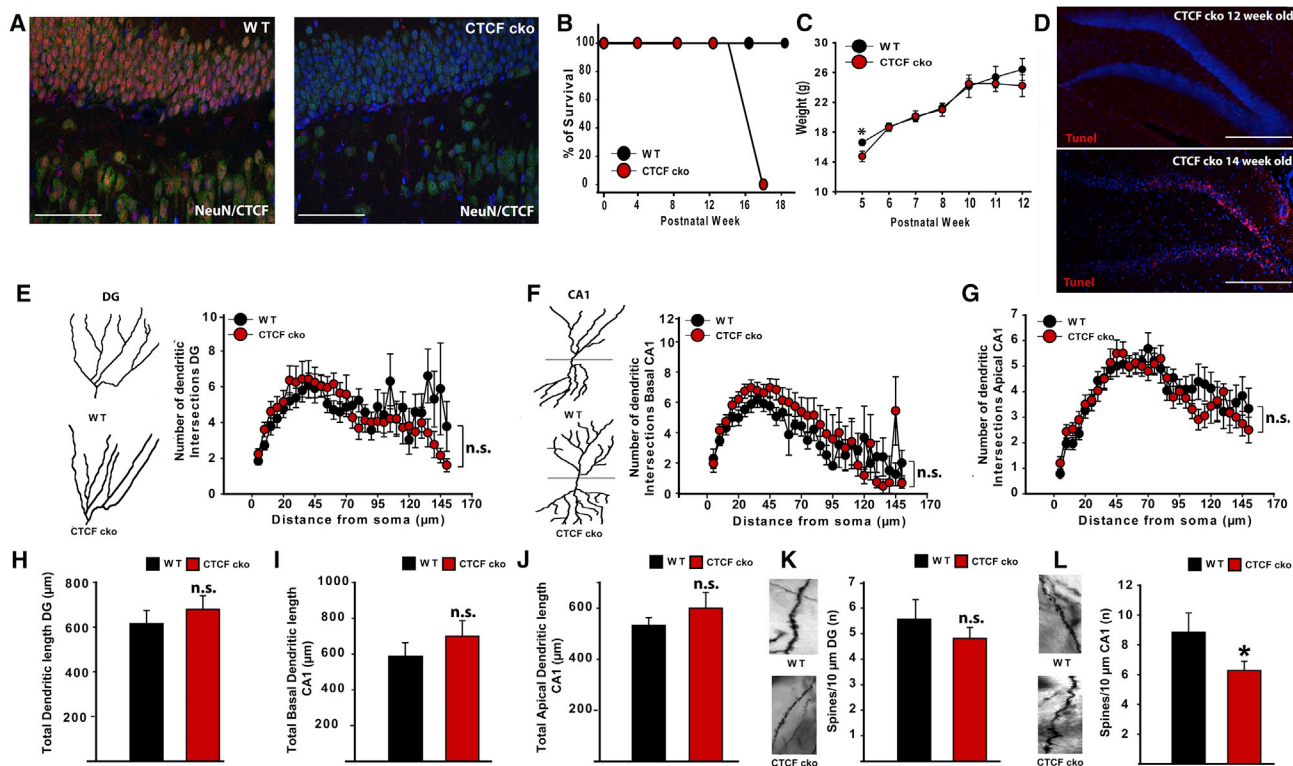 A
WT
NeuN/CTCF
CTCF cko
NeuN/CTCF
B
% of Survival
100
80
60
40
20
0
0 4 8 12 16 18
Postnatal Week
WT
CTCF cko
C
WT
CTCF cko
Weight (g)
30
26
22
18
14
10
*
5 6 7 8 9 10 11 12
Postnatal Week
D
CTCF cko 12 week old
Tunel
CTCF cko 14 week old
Tunel
E
DG
WT
CTCF cko
WT
CTCF cko
Number of dendritic
Intersections DG
10
8
6
4
2
0
n.s.
0 20 45 70 95 120 145 170
Distance from soma (µm)
F
CA1
WT
CTCF cko
WT
CTCF cko
Number of dendritic
Intersections Basal CA1
12
10
8
6
4
2
0
n.s.
0 20 45 70 95 120 145 170
Distance from soma (µm)
G
WT
CTCF cko
Number of dendritic
Intersections Apical CA1
7
6
5
4
3
2
1
0
n.s.
0 20 45 70 95 120 145 170
Distance from soma (µm)
H
WT CTCF cko
Total Dendritic length DG (µm)
800
600
400
200
n.s.
I
WT CTCF cko
Total Basal Dendritic length
CA1 (µm)
1000
800
600
400
200
n.s.
J
WT CTCF cko
Total Apical Dendritic length
CA1 (µm)
600
400
200
n.s.
K
WT
CTCF cko
WT CTCF cko
Spines/10 µm DG (n)
7
6
5
4
3
2
1
n.s.
L
WT
CTCF cko
WT CTCF cko
Spines/10 µm CA1 (n)
12
10
8
6
4
2
*